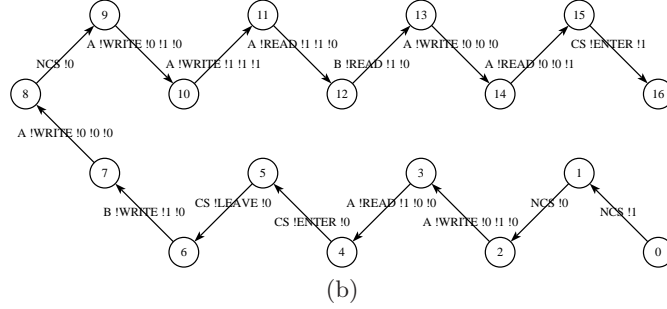 9 11 13 15
A !WRITE !0 !1 !0 A !READ !1 !1 !0 A !WRITE !0 !0 !0 CS !ENTER !1
NCS !0 A !WRITE !1 !1 !1 B !READ !1 !0 A !READ !0 !0 !1
8 10 12 14 16
A !WRITE !0 !0 !0
7 5 3 1
CS !LEAVE !0 A !READ !1 !0 !0 NCS !0
B !WRITE !1 !0 CS !ENTER !0 A !WRITE !0 !1 !0 NCS !1
6 4 2 0
(b)